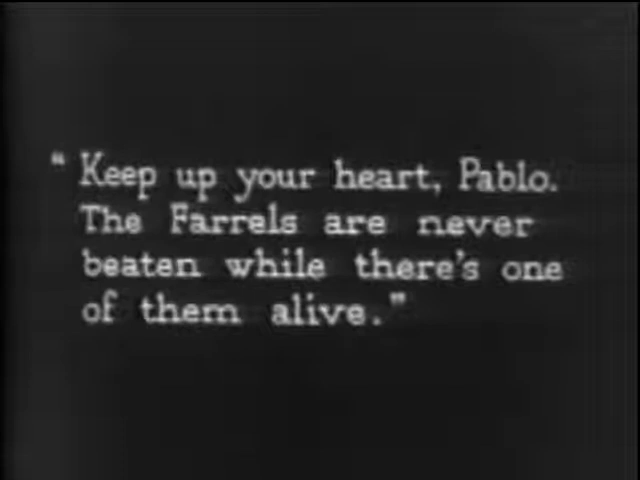 "Keep up your heart, Pablo.
The Farrels are never
beaten while there's one
of them alive."